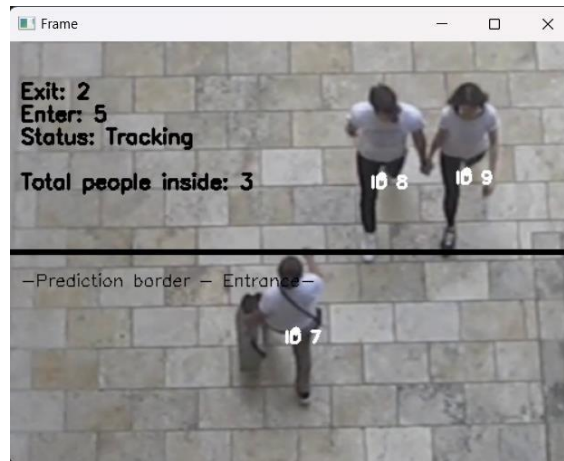 Frame
Exit: 2
Enter: 5
Status: Tracking
Total people inside: 3
ID 8
ID 9
-Prediction border - Entrance-
ID 7